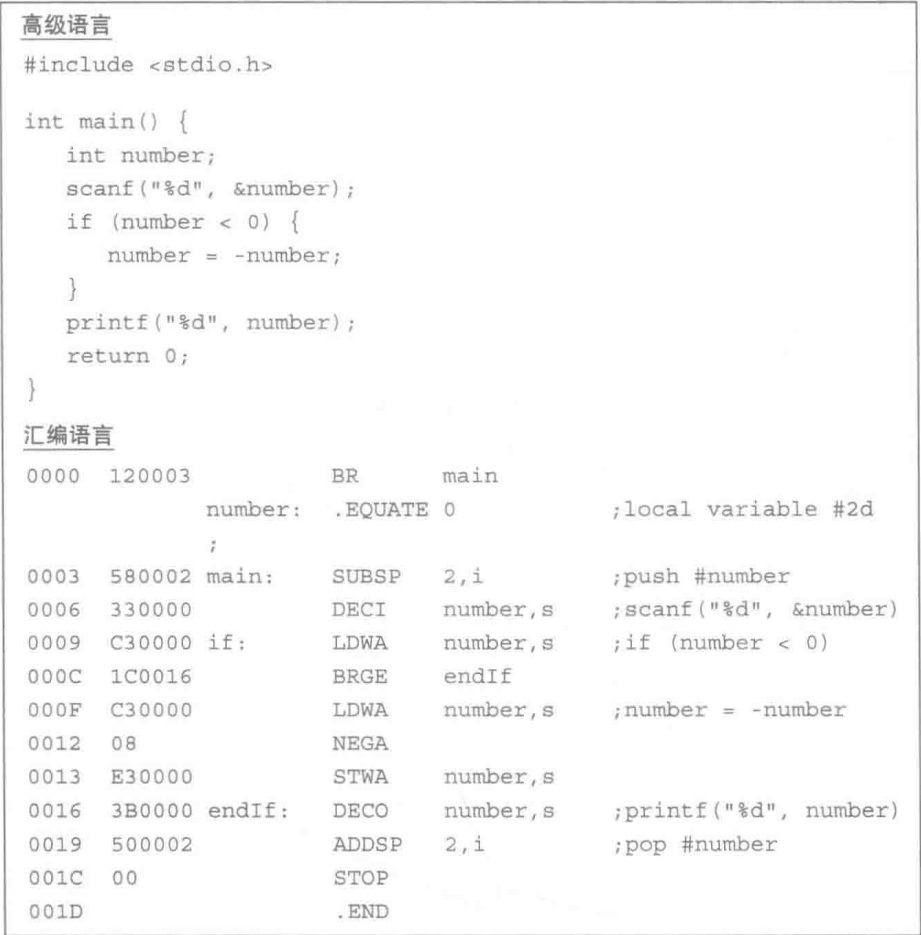 高级语言
#include <stdio.h>
int main() {
int number;
scanf("%d", &number);
if (number < 0) {
number = -number;
}
printf("%d", number);
return 0;
}
汇编语言
0000 120003 BR main
number: .EQUATE 0 ;local variable #2d
;
0003 580002 main: SUBSP 2,i ;push #number
0006 330000 DECI number,s ;scanf("%d", &number)
0009 C30000 if: LDWA number,s ;if (number < 0)
000C 1C0016 BRGE endIf
000F C30000 LDWA number,s ;number = -number
0012 08 NEGA
0013 E30000 STWA number,s
0016 3B0000 endIf: DECO number,s ;printf("%d", number)
0019 500002 ADDSP 2,i ;pop #number
001C 00 STOP
001D .END